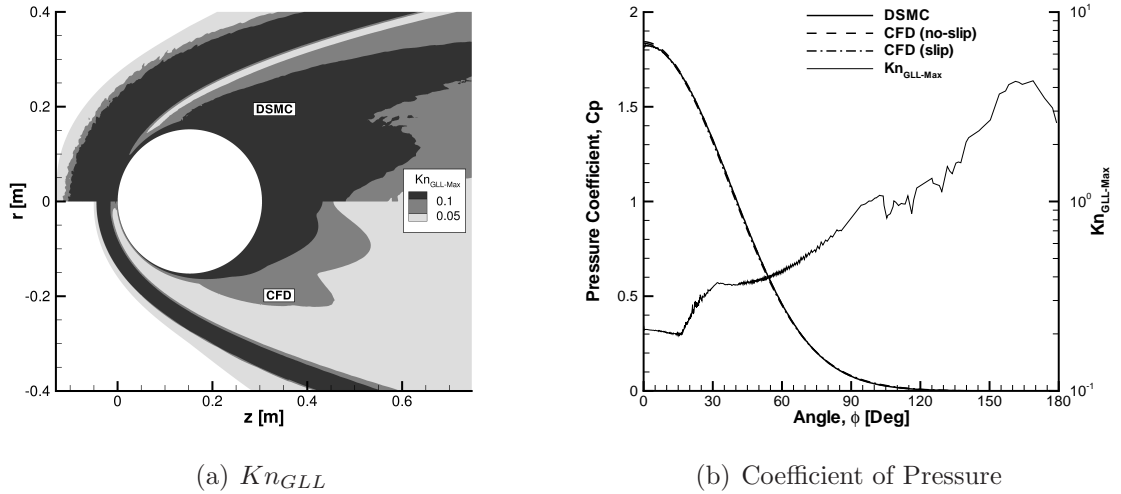 0.4
0.2
0
-0.2
-0.4
r [m]
0
0.2
0.4
0.6
z [m]
DSMC
CFD
Kn_GLL-Max
0.1
0.05
(a) Kn_GLL
2
1.5
1
0.5
0
Pressure Coefficient, Cp
DSMC
CFD (no-slip)
CFD (slip)
Kn_GLL-Max
10^1
10^0
10^-1
Kn_GLL-Max
0
30
60
90
120
150
180
Angle, ϕ [Deg]
(b) Coefficient of Pressure